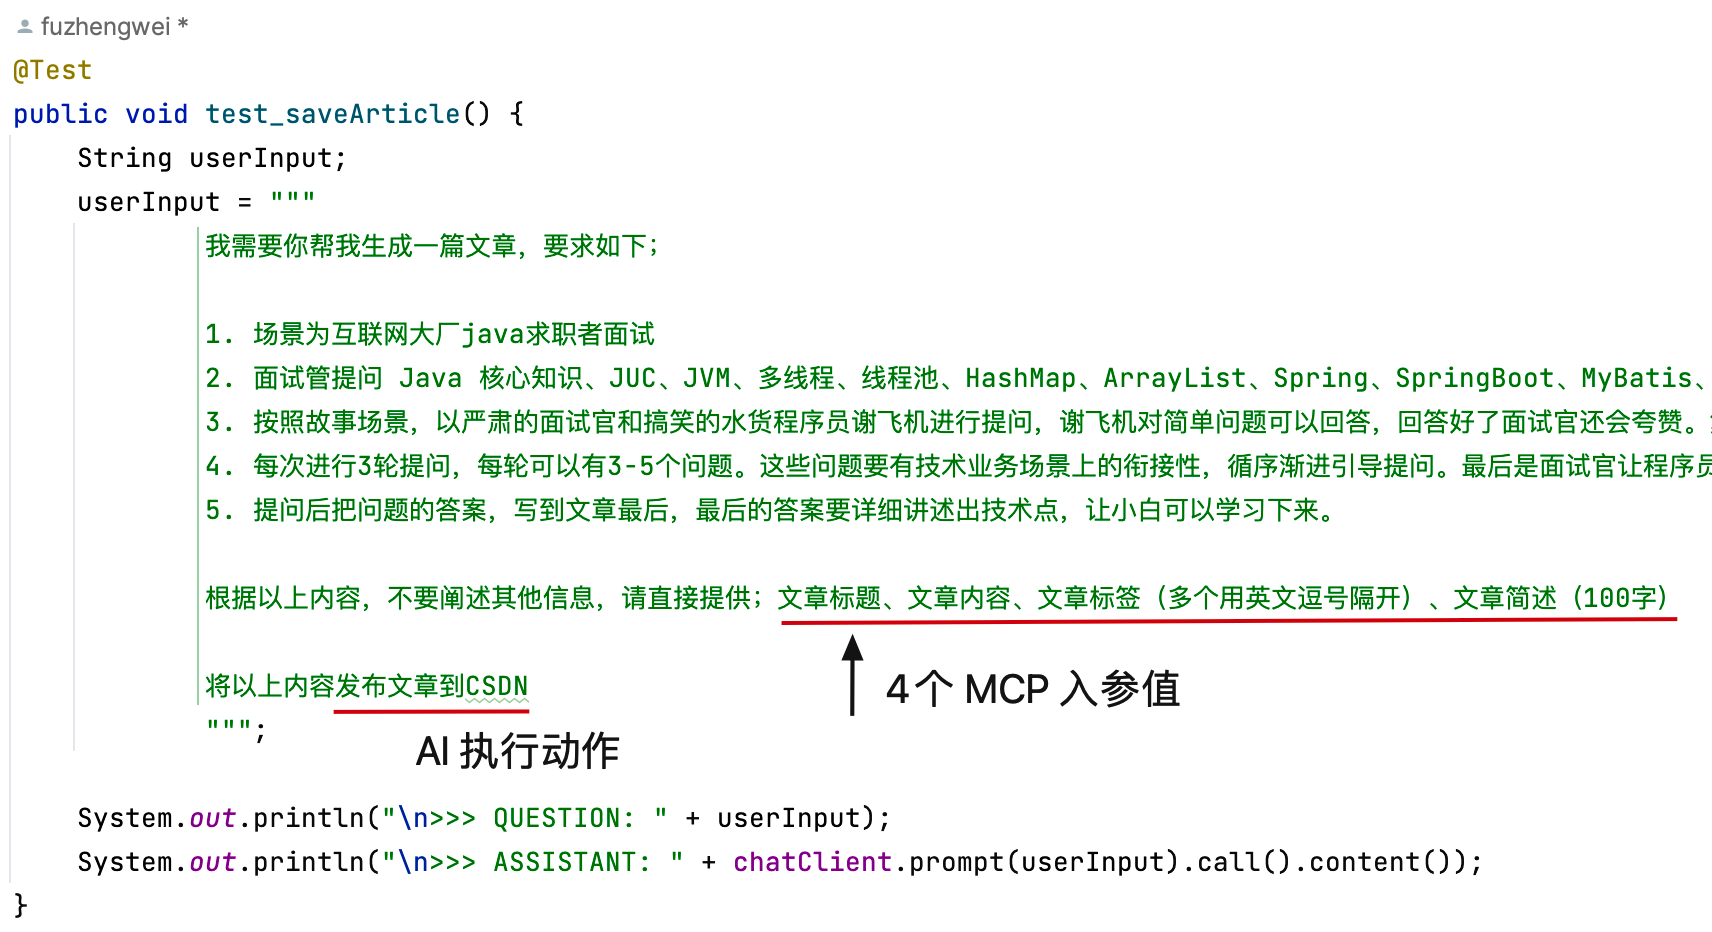 fuzhengwei *
@Test
public void test_saveArticle() {
String userInput;
userInput = """
我需要你帮我生成一篇文章，要求如下；
1. 场景为互联网大厂java求职者面试
2. 面试管提问 Java 核心知识、JUC、JVM、多线程、线程池、HashMap、ArrayList、Spring、SpringBoot、MyBatis、
3. 按照故事场景，以严肃的面试官和搞笑的水货程序员谢飞机进行提问，谢飞机对简单问题可以回答，回答好了面试官还会夸赞。
4. 每次进行3轮提问，每轮可以有3-5个问题。这些问题要有技术业务场景上的衔接性，循序渐进引导提问。最后是面试官让程序员
5. 提问后把问题的答案，写到文章最后，最后的答案要详细讲述出技术点，让小白可以学习下来。
根据以上内容，不要阐述其他信息，请直接提供；文章标题、文章内容、文章标签（多个用英文逗号隔开）、文章简述（100字）
4个 MCP 入参值
将以上内容发布文章到CSDN
""";
AI 执行动作
System.out.println("\n>>> QUESTION: " + userInput);
System.out.println("\n>>> ASSISTANT: " + chatClient.prompt(userInput).call().content());
}